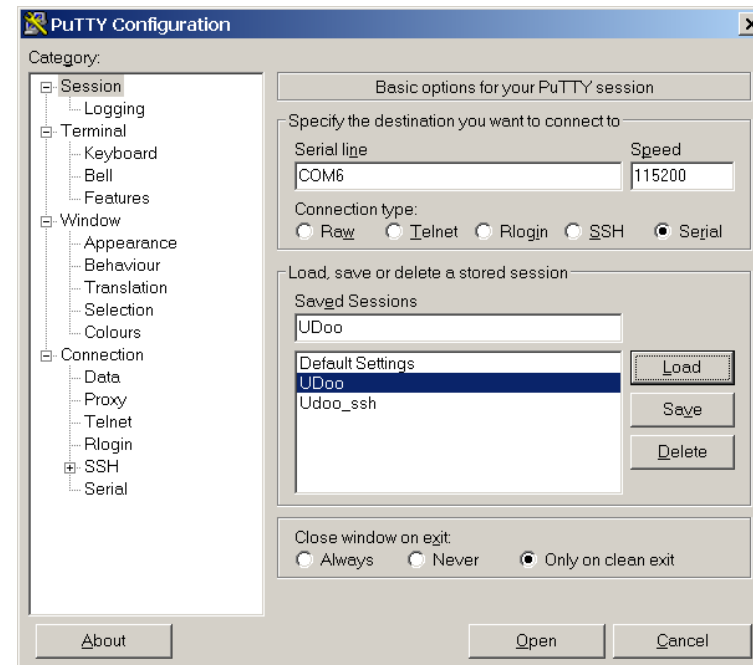 PuTTY Configuration
Category:
Session
Logging
Terminal
Keyboard
Bell
Features
Window
Appearance
Behaviour
Translation
Selection
Colours
Connection
Data
Proxy
Telnet
Rlogin
SSH
Serial
Basic options for your PuTTY session
Specify the destination you want to connect to
Serial line Speed
COM6 115200
Connection type:
Raw Telnet Rlogin SSH Serial
Load, save or delete a stored session
Saved Sessions
UDoo
Default Settings
UDoo
Udoo_ssh
Load
Save
Delete
Close window on exit:
Always Never Only on clean exit
About Open Cancel